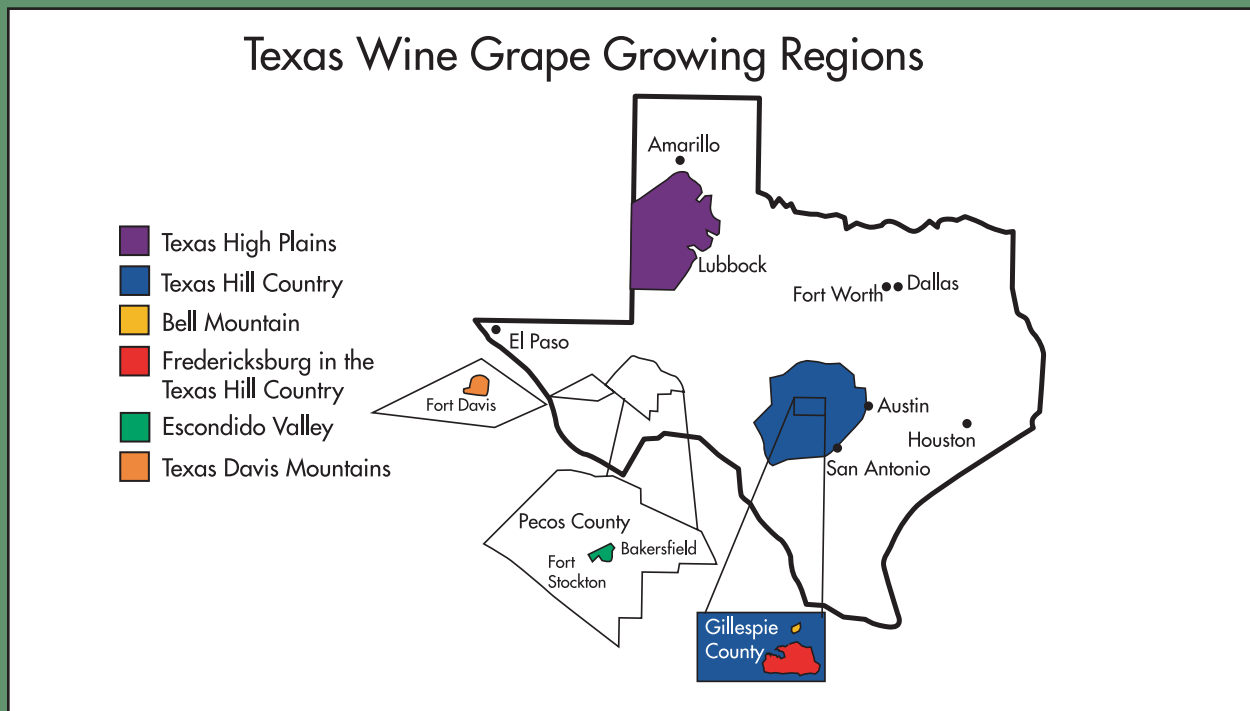 Texas Wine Grape Growing Regions
Texas High Plains
Texas Hill Country
Bell Mountain
Fredericksburg in the
Texas Hill Country
Escondido Valley
Texas Davis Mountains
Amarillo
Lubbock
Fort Worth
Dallas
El Paso
Fort Davis
Austin
Houston
San Antonio
Pecos County
Bakersfield
Fort
Stockton
Gillespie
County